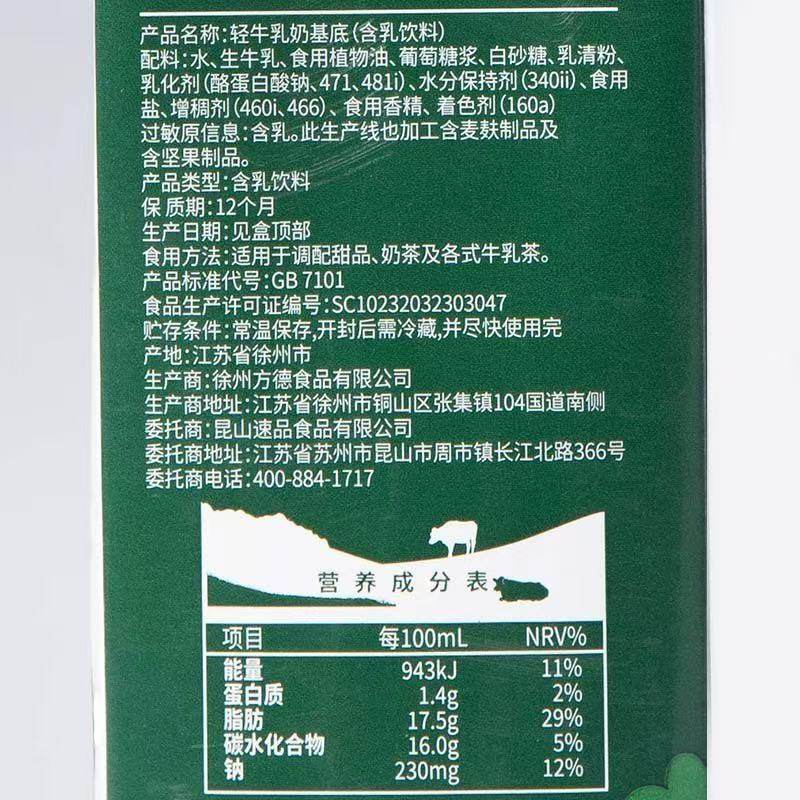 产品名称:轻牛乳奶基底(含乳饮料)
配料:水、生牛乳、食用植物油、葡萄糖浆、白砂糖、乳清粉、
乳化剂(酪蛋白酸钠、471、481i)、水分保持剂(340ii)、食用
盐、增稠剂(460i、466)、食用香精、着色剂(160a)
过敏原信息:含乳。此生产线也加工含麦麸制品及
含坚果制品。
产品类型:含乳饮料
保 质期:12个月
生产日期:见盒顶部
食用方法:适用于调配甜品、奶茶及各式牛乳茶。
产品标准代号:GB 7101
食品生产许可证编号:SC10232032303047
贮存条件:常温保存,开封后需冷藏,并尽快使用完
产地:江苏省徐州市
生产商:徐州方德食品有限公司
生产商地址:江苏省徐州市铜山区张集镇104国道南侧
委托商:昆山速品食品有限公司
委托商地址:江苏省苏州市昆山市周市镇长江北路366号
委托商电话:400-884-1717
营养成分表
项目 每100mL NRV%
能量 943kJ 11%
蛋白质 1.4g 2%
脂肪 17.5g 29%
碳水化合物 16.0g 5%
钠 230mg 12%